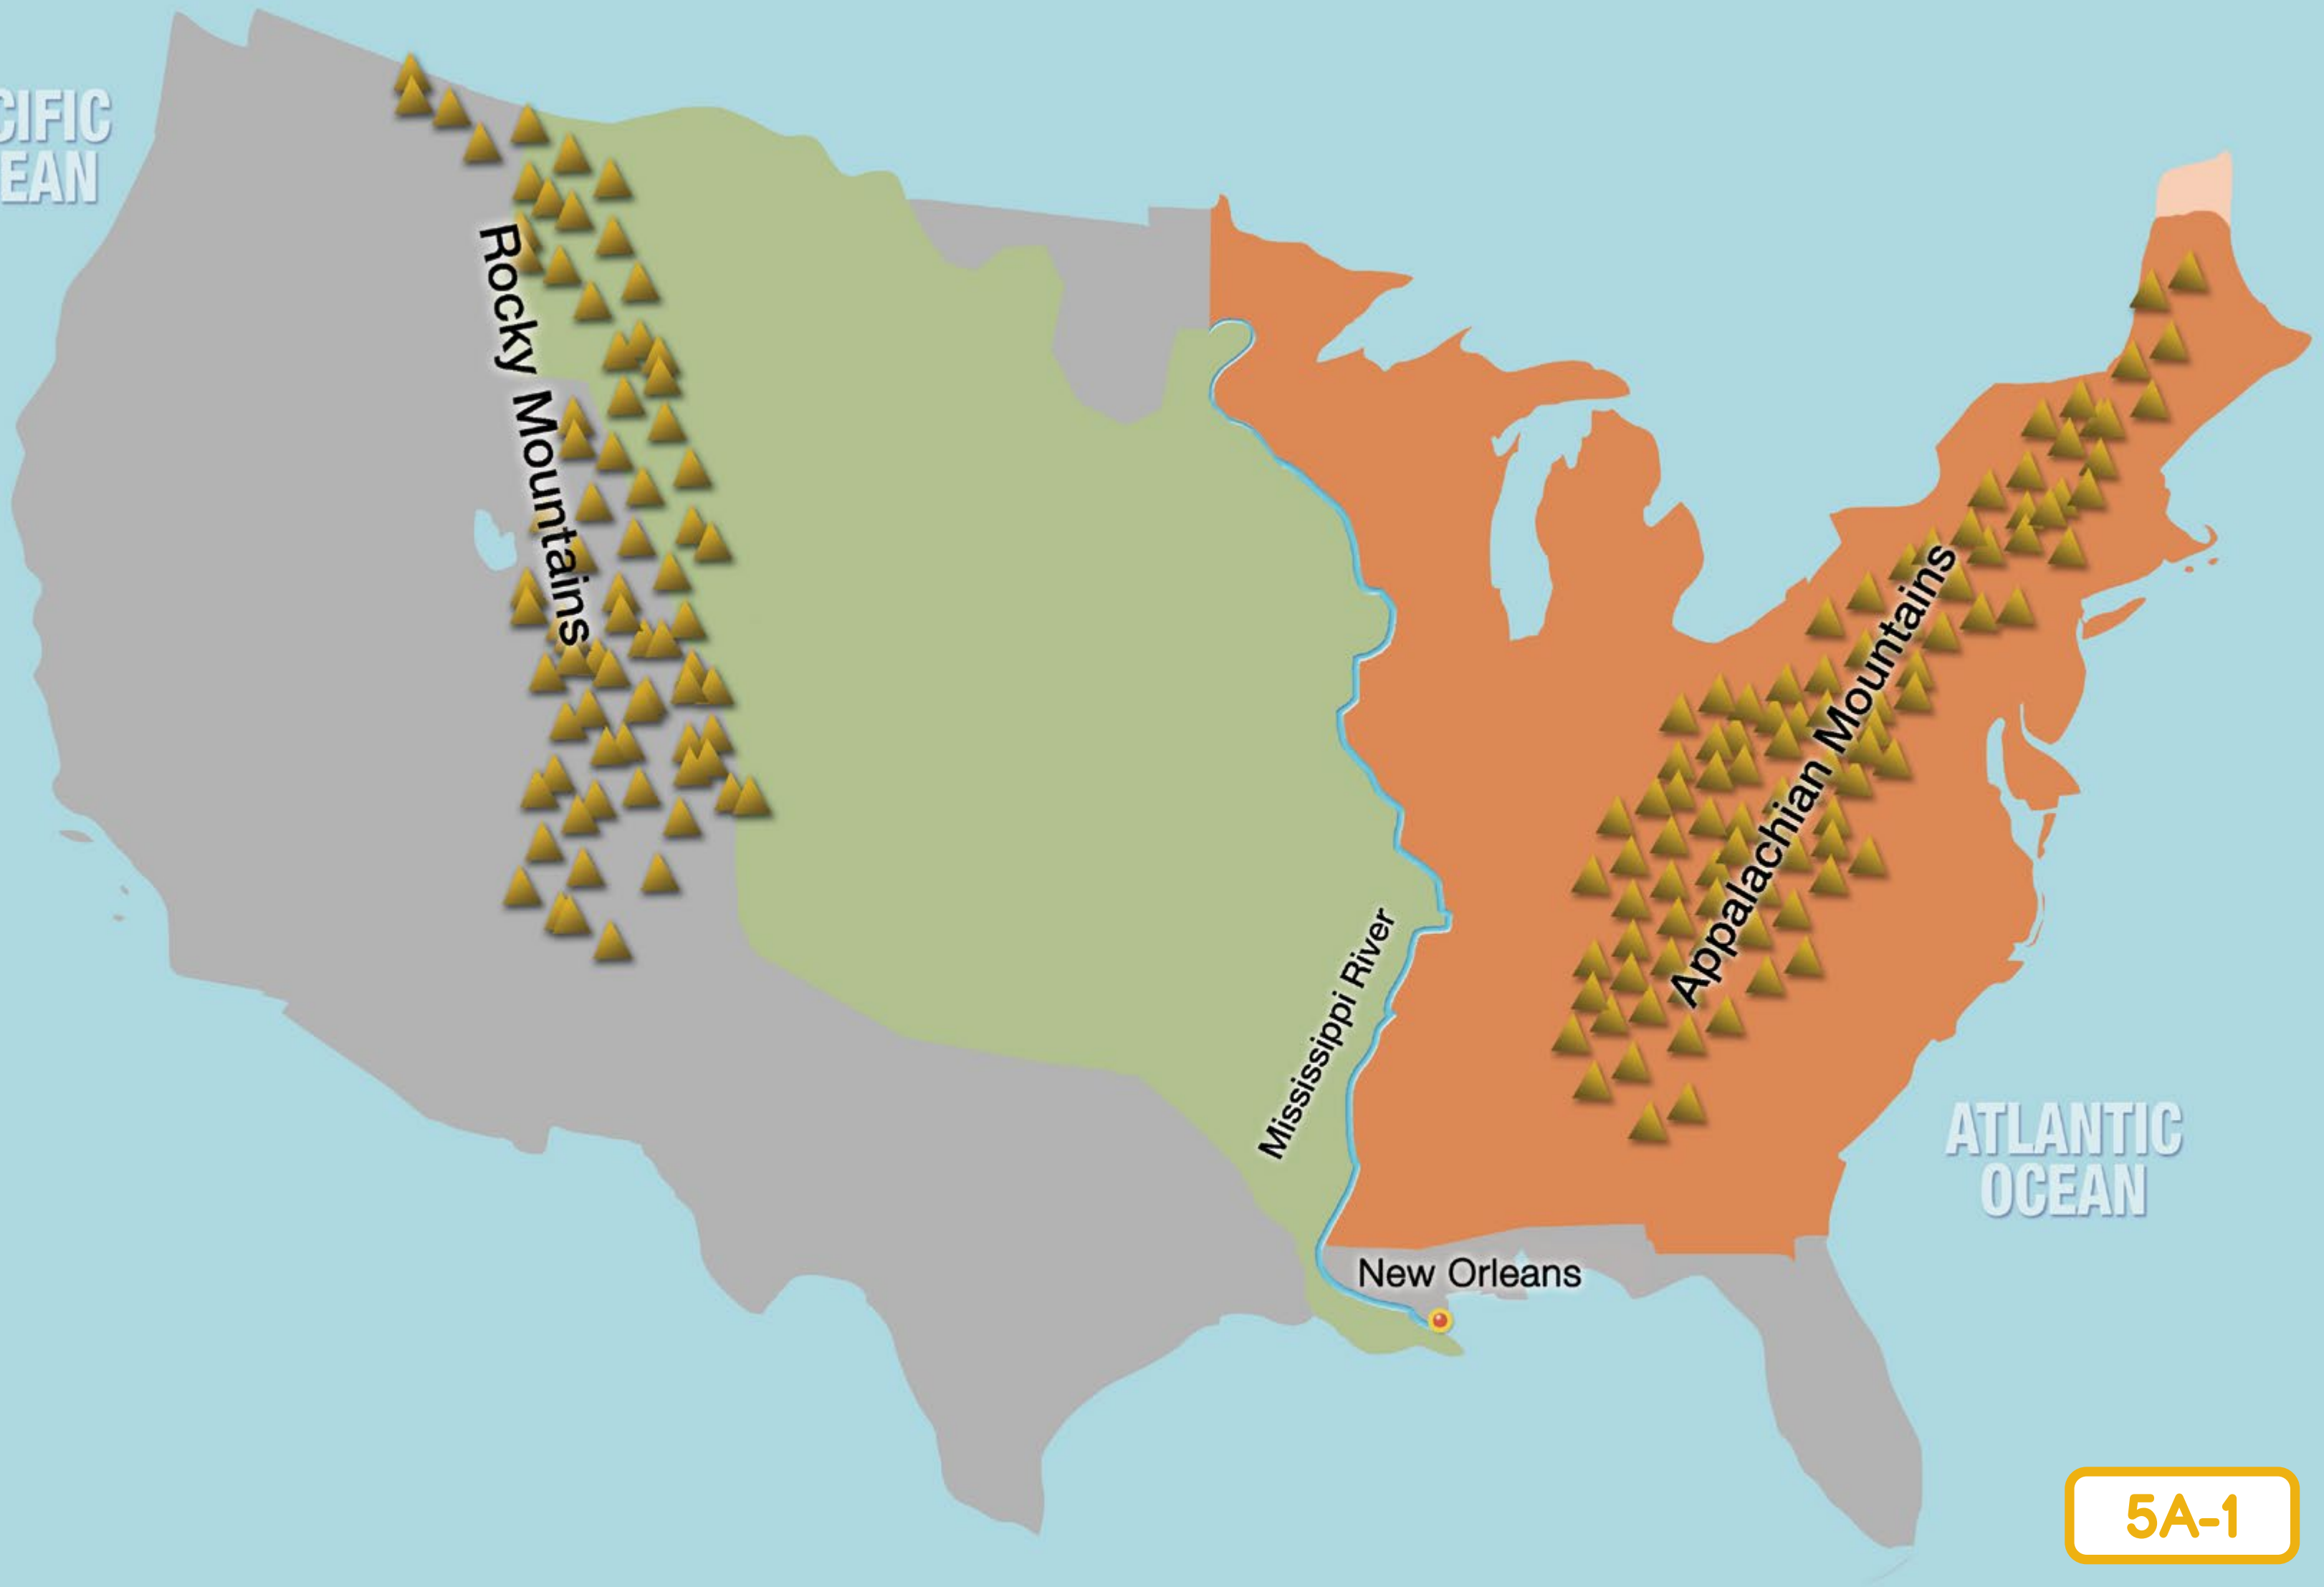 CIFIC
EAN
Rocky Mountains
Appalachian Mountains
Mississippi River
ATLANTIC
OCEAN
New Orleans
5A-1